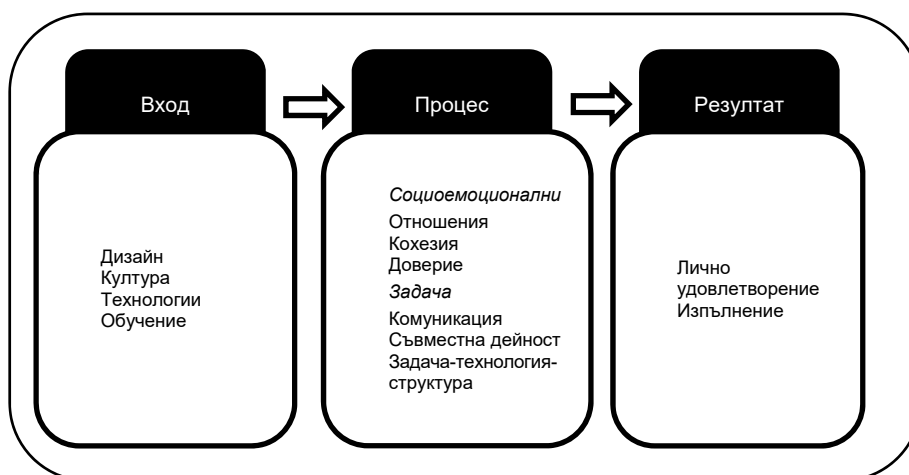 Вход
Дизайн
Култура
Технологии
Обучение
Процес
Социоемоционални
Отношения
Кохезия
Доверие
Задача
Комуникация
Съвместна дейност
Задача-технология-
структура
Резултат
Лично
удовлетворение
Изпълнение